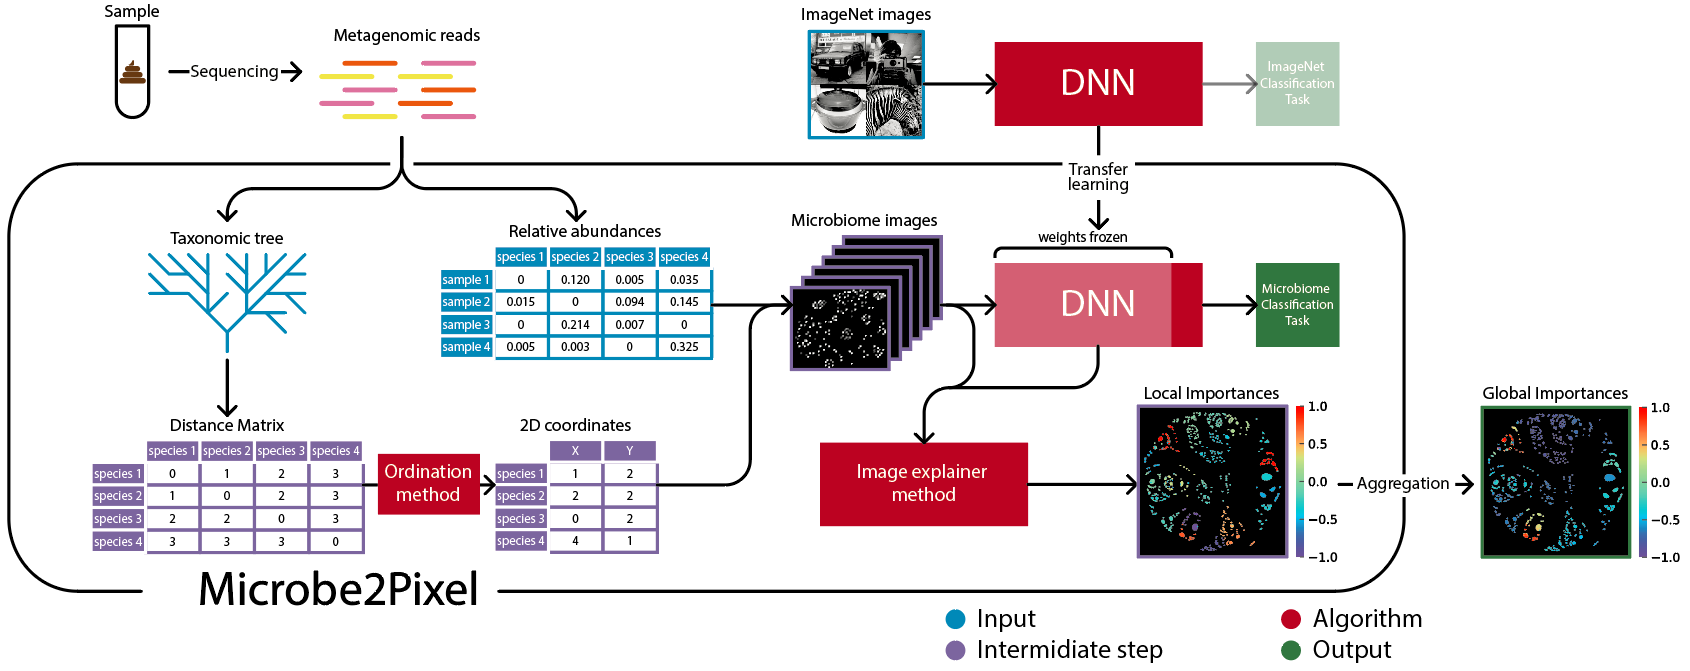 Sample
Sequencing
Metagenomic reads
ImageNet images
DNN
ImageNet
Classification
Task
Transfer
learning
Taxonomic tree
Relative abundances
species 1 species 2 species 3 species 4
sample 1 0 0.120 0.005 0.035
sample 2 0.015 0 0.094 0.145
sample 3 0 0.214 0.007 0
sample 4 0.005 0.003 0 0.325
Microbiome images
weights frozen
DNN
Microbiome
Classification
Task
Distance Matrix
species 1 species 2 species 3 species 4
species 1 0 1 2 3
species 2 1 0 2 3
species 3 2 2 0 3
species 4 3 3 3 0
Ordination
method
2D coordinates
X Y
species 1 1 2
species 2 2 2
species 3 0 2
species 4 4 1
Image explainer
method
Local Importances
1.0
0.5
0.0
−0.5
−1.0
Aggregation
Global Importances
1.0
0.5
0.0
−0.5
−1.0
Microbe2Pixel
Input
Intermidiate step
Algorithm
Output